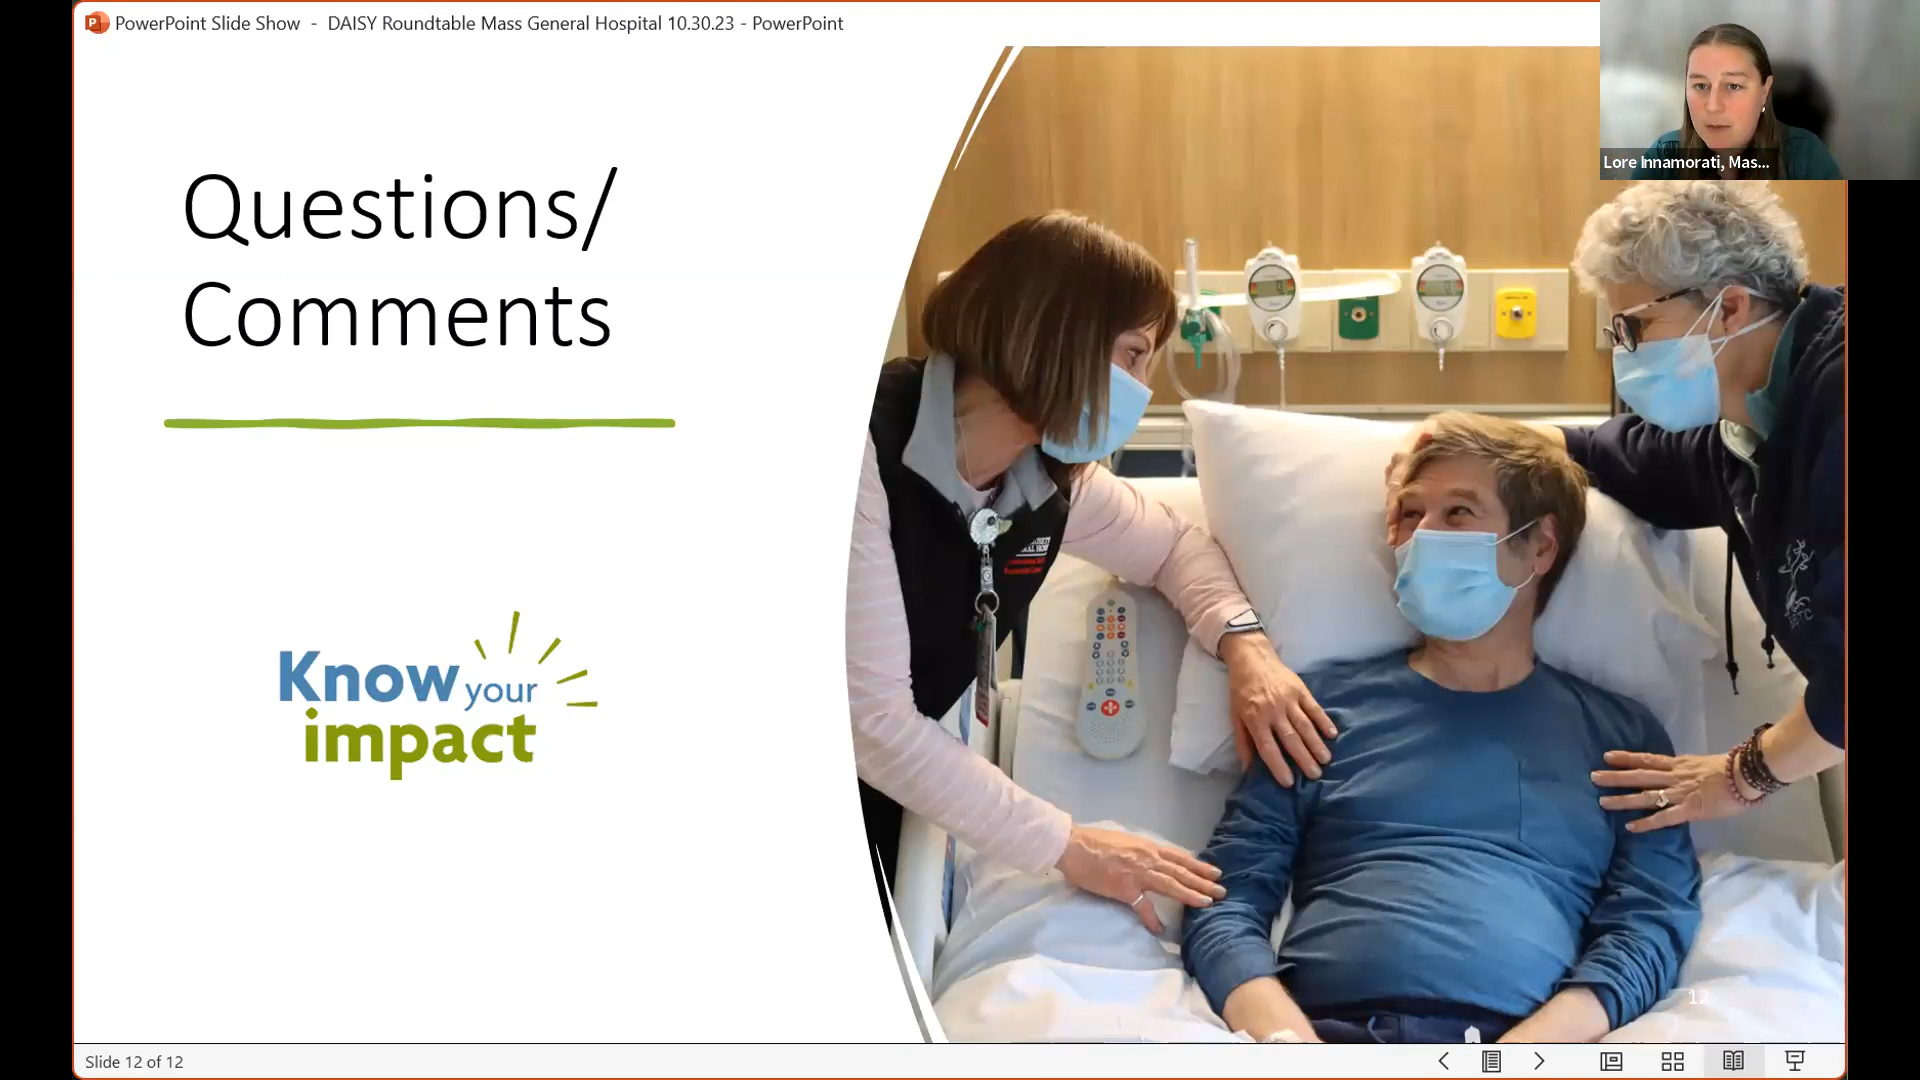 PowerPoint Slide Show - DAISY Roundtable Mass General Hospital 10.30.23 - PowerPoint
Lore Innamorati, Mas...
Questions/
Comments
Know your
impact
12
Slide 12 of 12